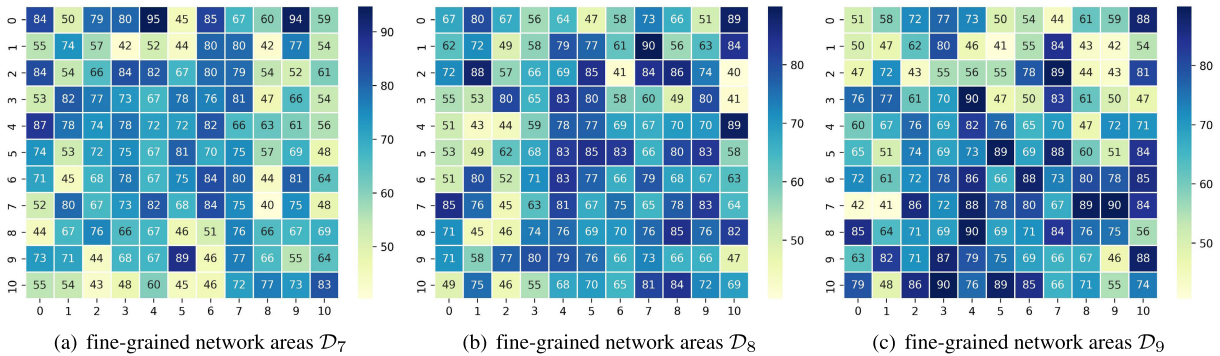 0 84 50 79 80 95 45 85 67 60 94 59
1 55 74 57 42 52 44 80 80 42 77 54
2 84 54 66 84 82 67 80 79 54 52 61
3 53 82 77 73 67 78 76 81 47 66 54
4 87 78 74 78 72 72 82 66 63 61 56
5 74 53 72 75 67 81 70 75 57 69 48
6 71 45 68 78 67 75 84 80 44 81 64
7 52 80 67 73 82 68 84 75 40 75 48
8 44 67 76 66 67 46 51 76 66 67 69
9 73 71 44 68 67 89 46 77 66 55 64
10 55 54 43 48 60 45 46 72 77 73 83
0 1 2 3 4 5 6 7 8 9 10
90
80
70
60
50
(a) fine-grained network areas 𝒟₇
0 67 80 67 56 64 47 58 73 66 51 89
1 62 72 49 58 79 77 61 90 56 63 84
2 72 88 57 66 69 85 41 84 86 74 40
3 55 53 80 65 83 80 58 60 49 80 41
4 51 43 44 59 78 77 69 67 70 70 89
5 53 49 62 68 83 85 83 66 80 83 58
6 51 80 52 71 83 77 66 79 68 67 63
7 85 76 45 63 81 67 75 65 78 83 64
8 71 45 46 74 78 75 68 76 85 76 82
9 71 58 77 80 79 76 66 66 66 66 47
10 49 75 46 55 68 70 65 81 84 72 69
0 1 2 3 4 5 6 7 8 9 10
80
70
60
50
(b) fine-grained network areas 𝒟₈
0 51 58 72 77 73 50 54 44 61 59 88
1 50 47 62 80 46 41 55 84 43 42 54
2 47 72 43 55 56 55 78 89 44 43 81
3 76 77 61 70 90 47 50 83 61 50 47
4 60 67 76 69 82 76 65 70 47 72 71
5 65 51 74 69 73 89 69 88 60 51 84
6 72 61 72 78 86 66 88 73 76 78 85
7 42 41 86 72 88 78 80 67 89 90 84
8 85 64 71 69 90 69 71 84 76 75 56
9 63 82 71 87 79 76 69 67 67 46 88
10 79 48 86 90 76 89 85 66 71 55 74
0 1 2 3 4 5 6 7 8 9 10
80
70
60
50
(c) fine-grained network areas 𝒟₉